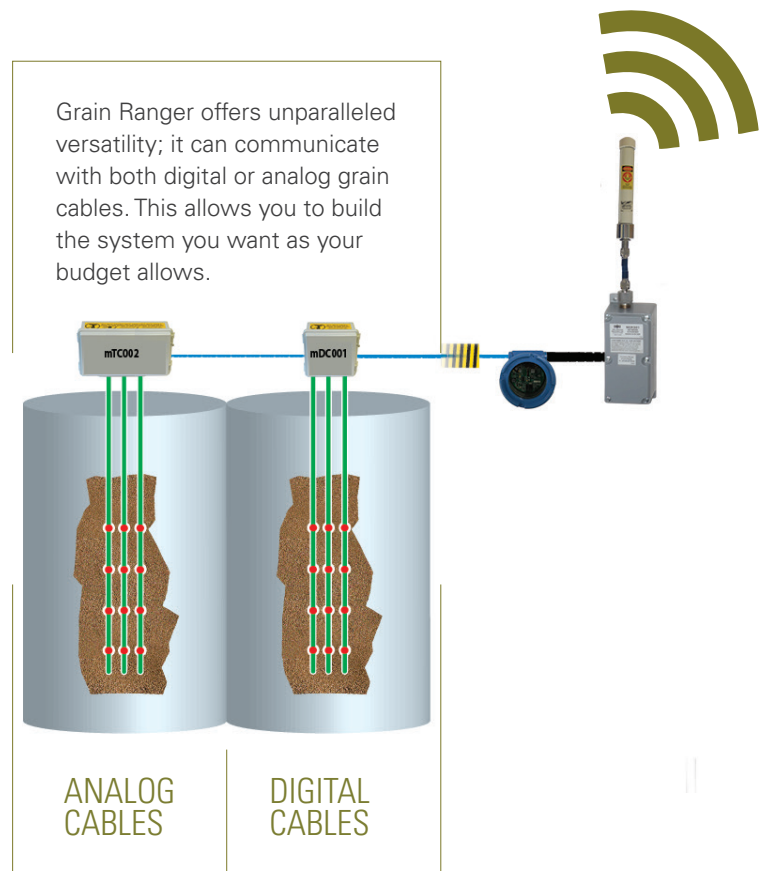 Grain Ranger offers unparalleled
versatility; it can communicate
with both digital or analog grain
cables. This allows you to build
the system you want as your
budget allows.
mTC002
mDC001
ANALOG
CABLES
DIGITAL
CABLES